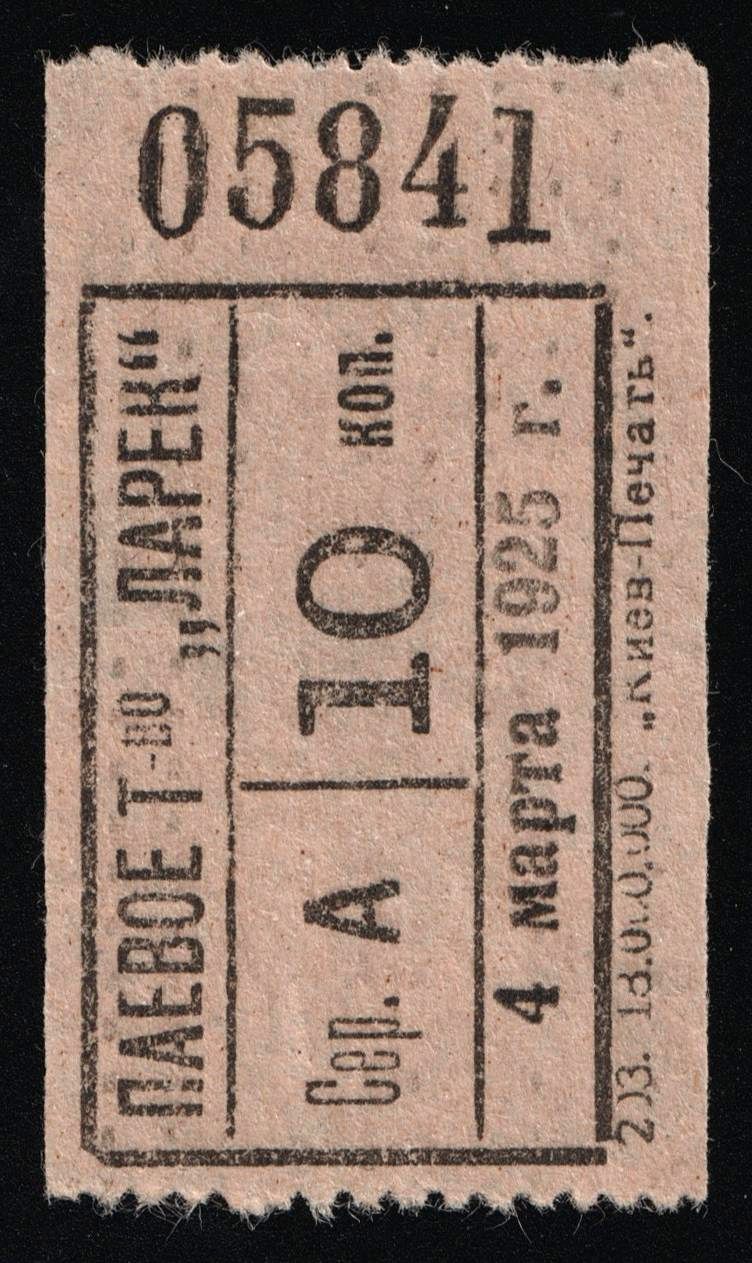 05841
ПАЕВОЕ Т-во „ЛАРЕК“
Сер. А 10 коп.
4 марта 1925 г.
„Киев-Печать“.